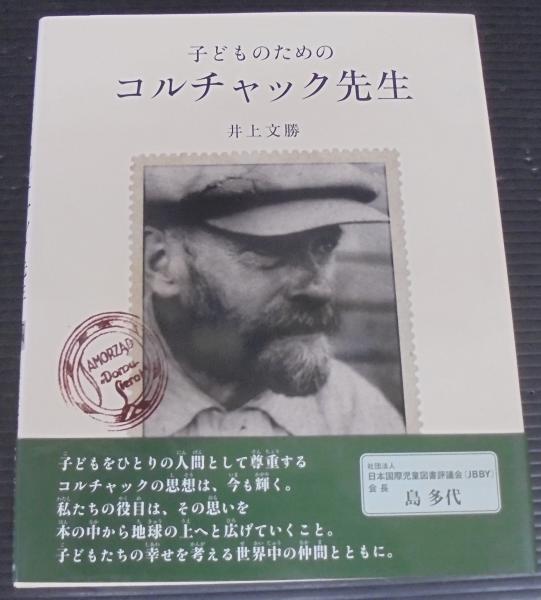 子どものための
コルチャック先生
井上文勝
SAMORZĄD
Domu
Sierot
子どもをひとりの人間として尊重する
コルチャックの思想は、今も輝く。
私たちの役目は、その思いを
本の中から地球の上へと広げていくこと。
子どもたちの幸せを考える世界中の仲間とともに。
社団法人
日本国際児童図書評議会(JBBY)
会長
島 多代